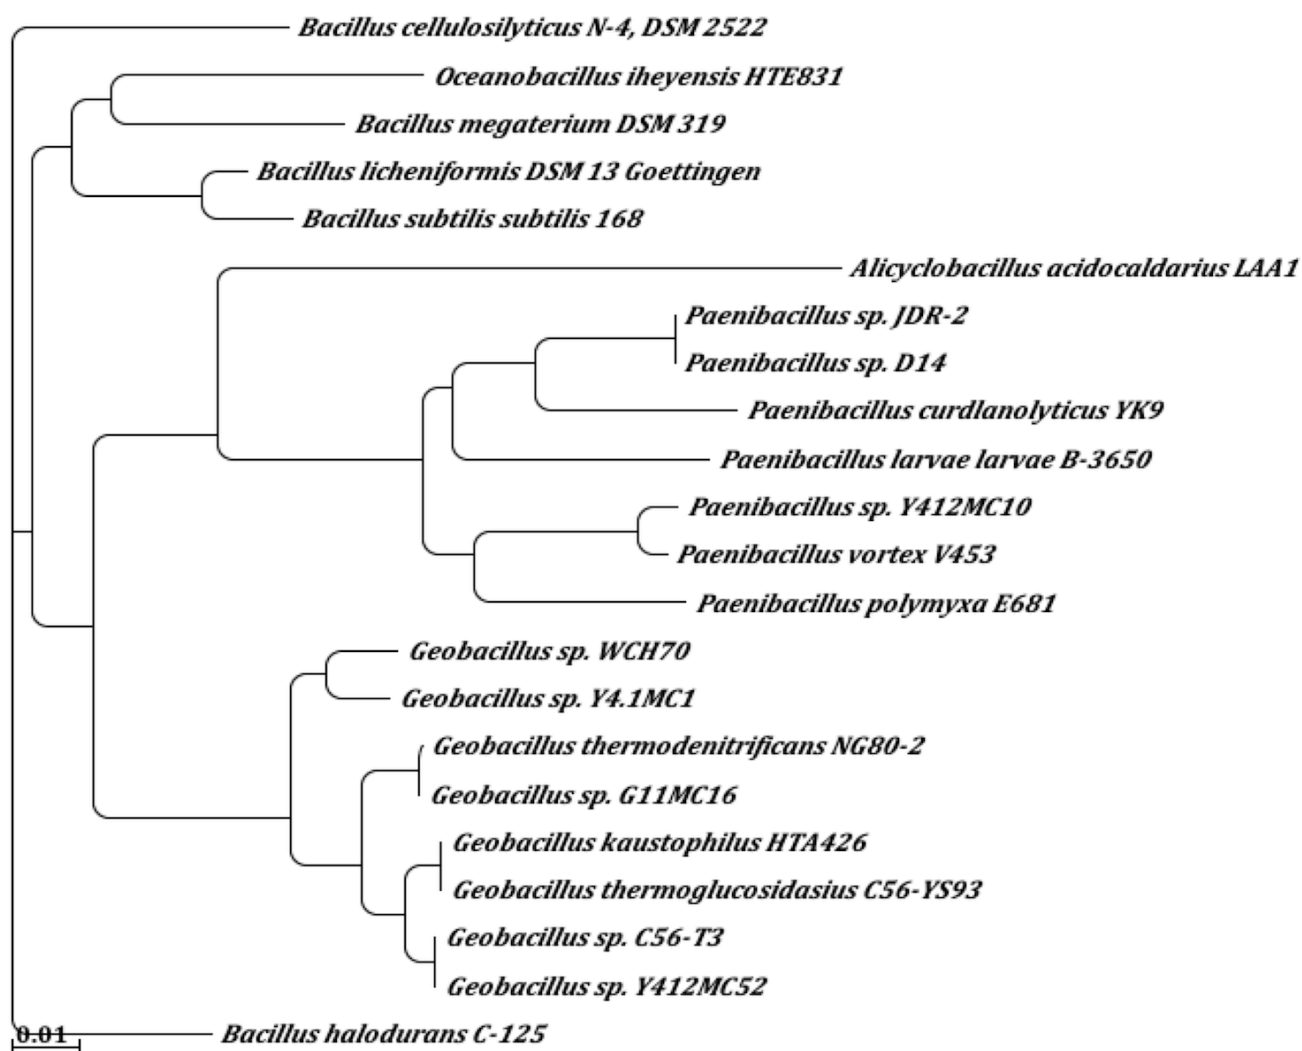 Bacillus cellulosilyticus N-4, DSM 2522
Oceanobacillus iheyensis HTE831
Bacillus megaterium DSM 319
Bacillus licheniformis DSM 13 Goettingen
Bacillus subtilis subtilis 168
Alicyclobacillus acidocaldarius LAA1
Paenibacillus sp. JDR-2
Paenibacillus sp. D14
Paenibacillus curdlanolyticus YK9
Paenibacillus larvae larvae B-3650
Paenibacillus sp. Y412MC10
Paenibacillus vortex V453
Paenibacillus polymyxa E681
Geobacillus sp. WCH70
Geobacillus sp. Y4.1MC1
Geobacillus thermodenitrificans NG80-2
Geobacillus sp. G11MC16
Geobacillus kaustophilus HTA426
Geobacillus thermoglucosidasius C56-YS93
Geobacillus sp. C56-T3
Geobacillus sp. Y412MC52
Bacillus halodurans C-125
0.01